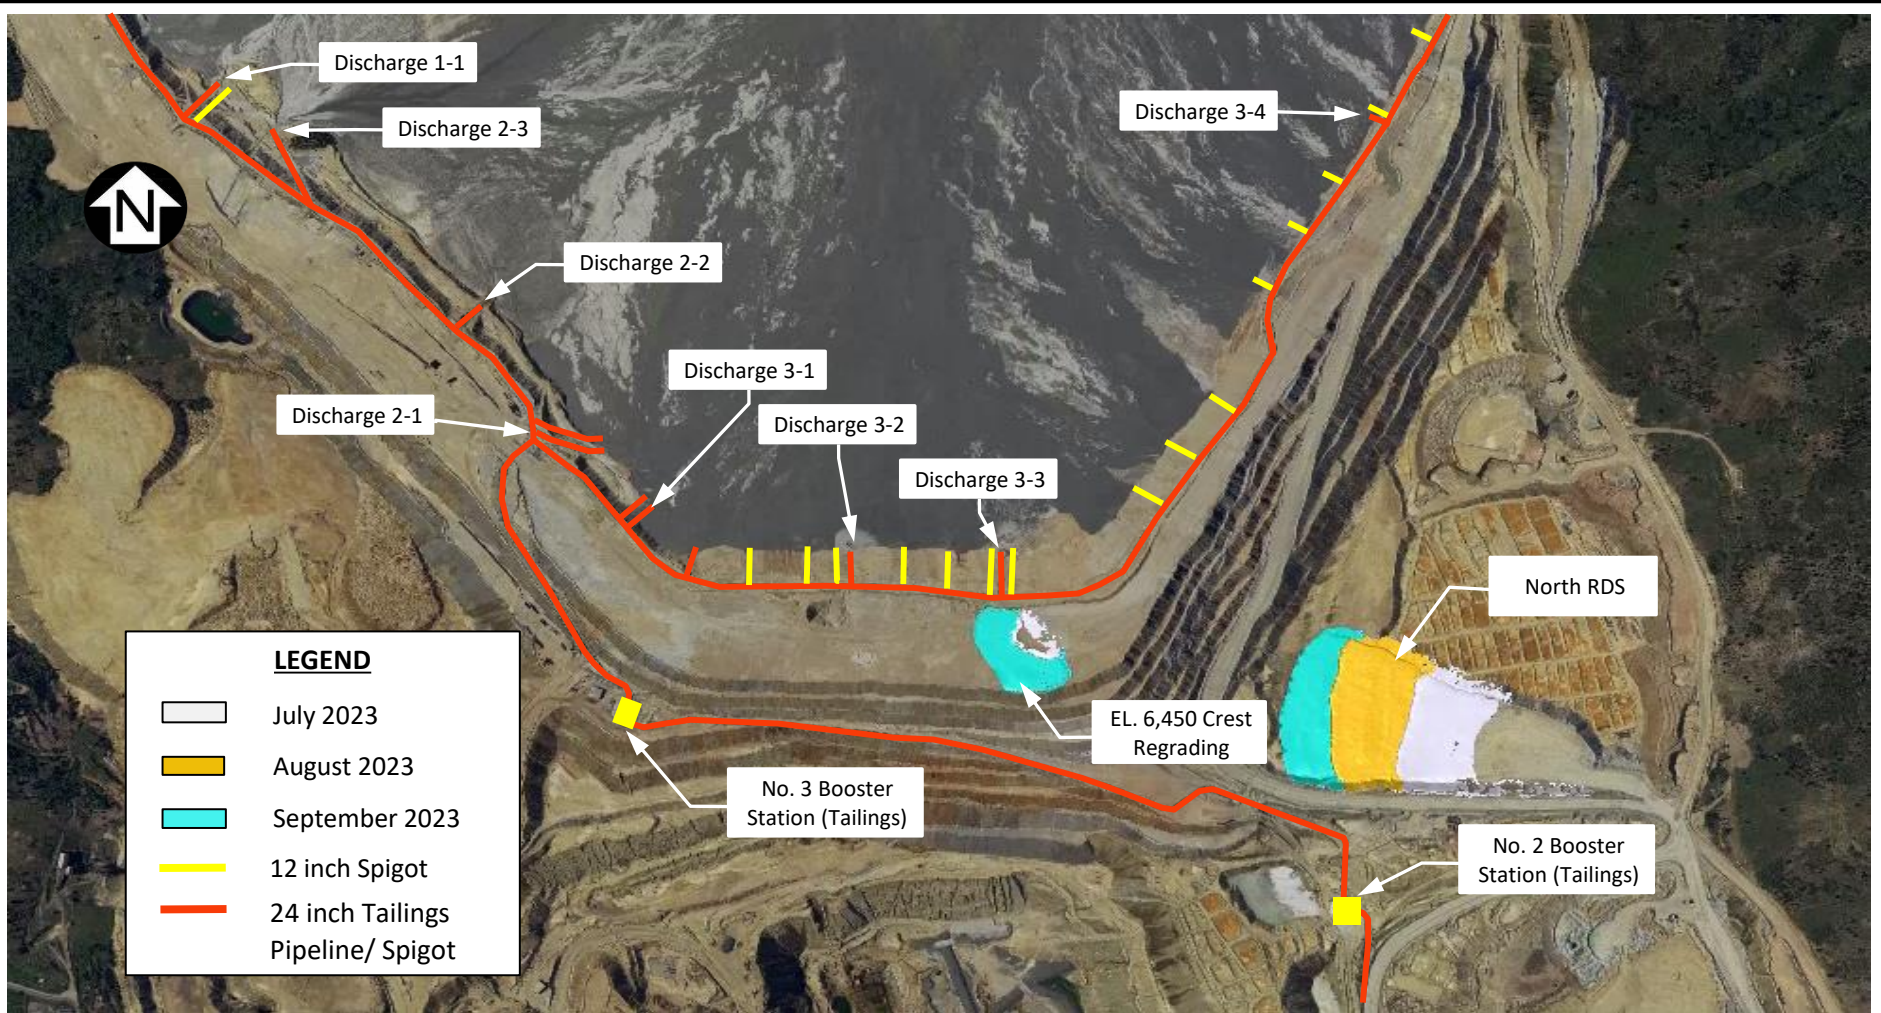 Discharge 1-1
Discharge 2-3
Discharge 3-4
N
Discharge 2-2
Discharge 3-1
Discharge 2-1
Discharge 3-2
Discharge 3-3
North RDS
EL. 6,450 Crest
Regrading
No. 3 Booster
Station (Tailings)
No. 2 Booster
Station (Tailings)
LEGEND
July 2023
August 2023
September 2023
12 inch Spigot
24 inch Tailings
Pipeline/ Spigot